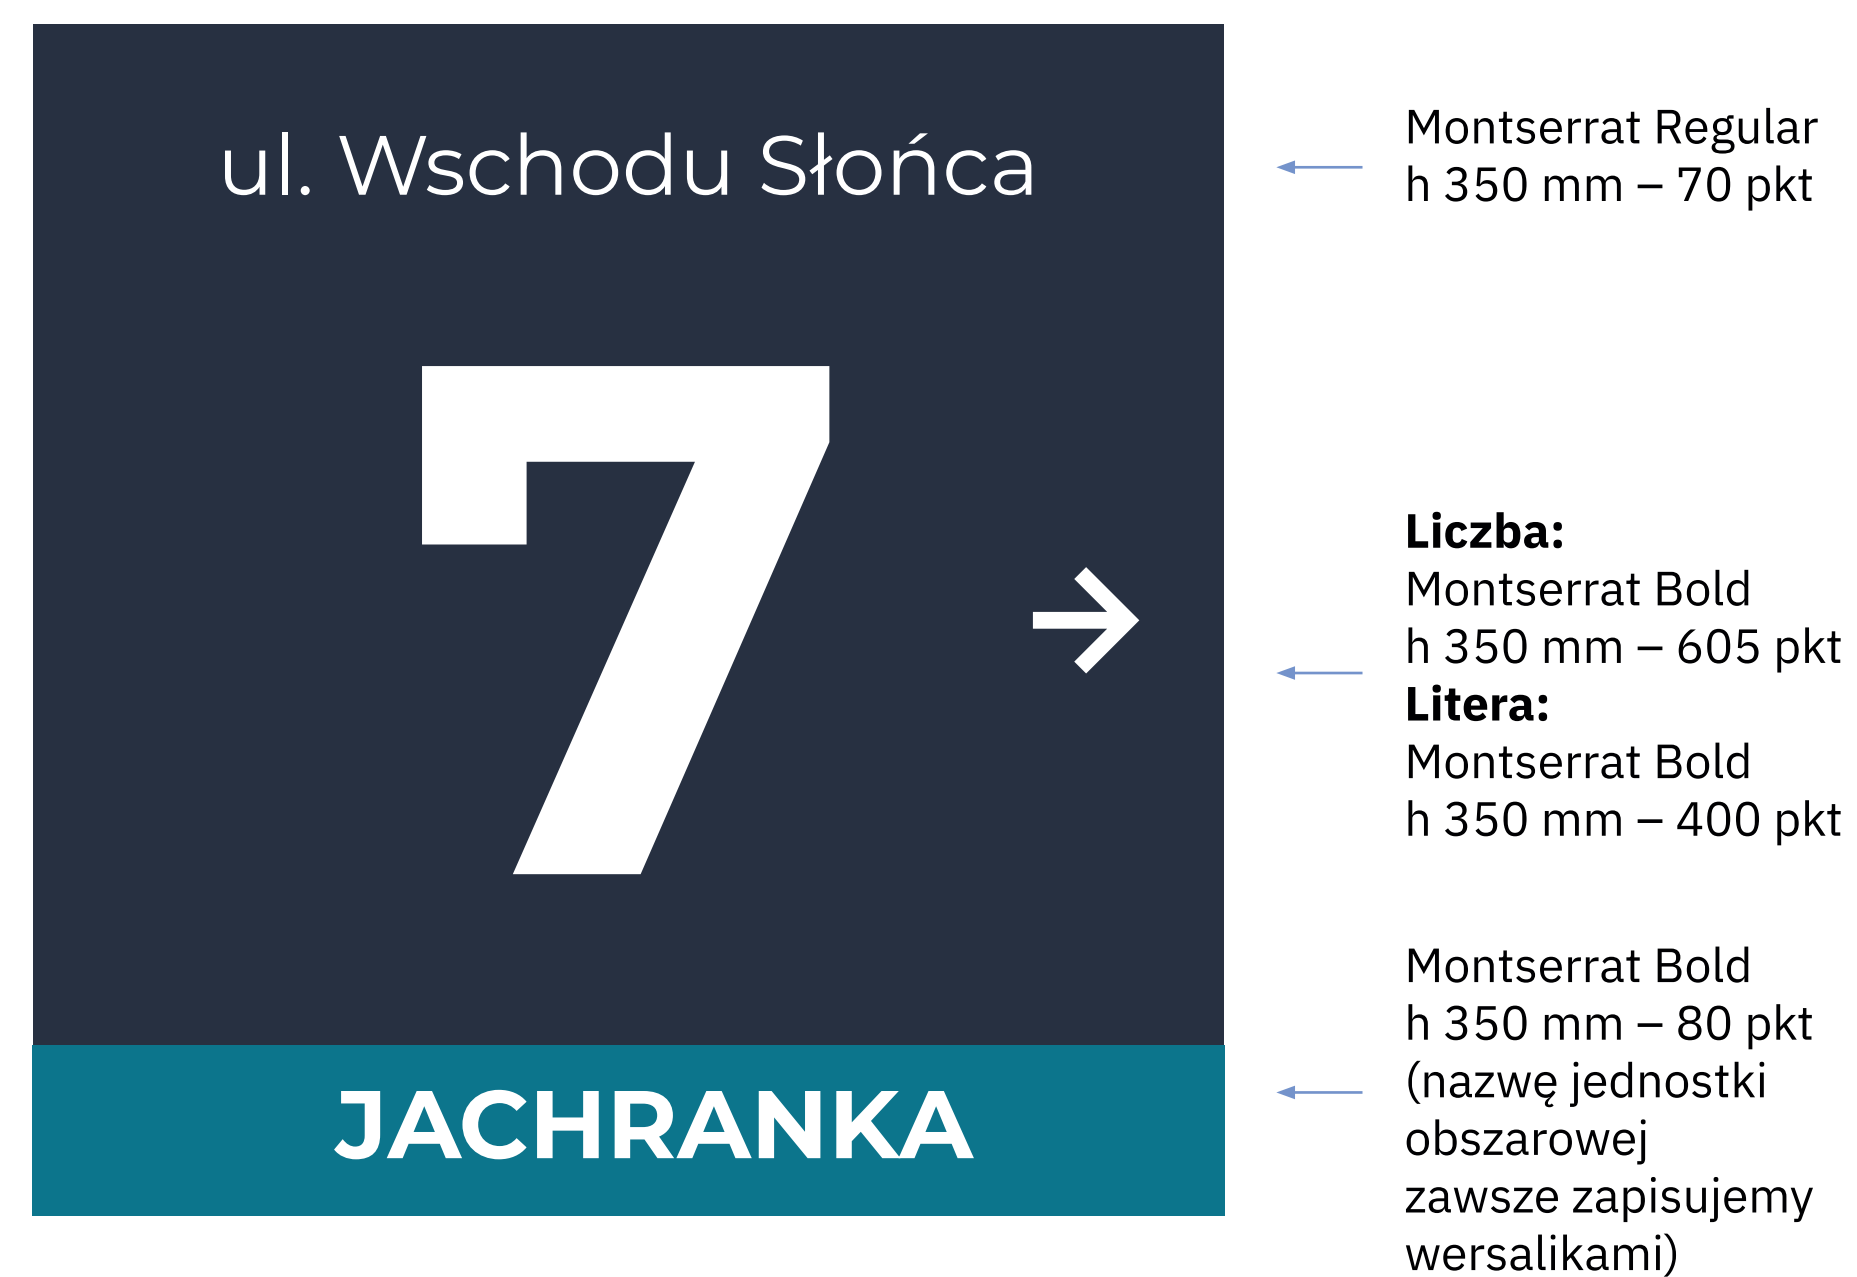 ul. Wschodu Słońca
7
JACHRANKA
Montserrat Regular
h 350 mm – 70 pkt
Liczba:
Montserrat Bold
h 350 mm – 605 pkt
Litera:
Montserrat Bold
h 350 mm – 400 pkt
Montserrat Bold
h 350 mm – 80 pkt
(nazwę jednostki
obszarowej
zawsze zapisujemy
wersalikami)